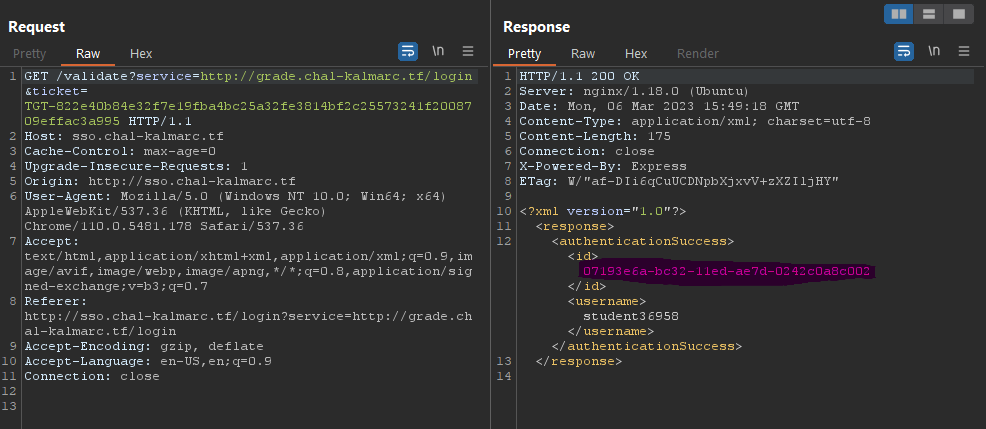 Request
Pretty Raw Hex \n
1 GET /validate?service=http://grade.chal-kalmarc.tf/login
&ticket=
TGT-822e40b84e32f7e19fba4bc25a32fe3814bf2c25573241f20087
09effac3a995 HTTP/1.1
2 Host: sso.chal-kalmarc.tf
3 Cache-Control: max-age=0
4 Upgrade-Insecure-Requests: 1
5 Origin: http://sso.chal-kalmarc.tf
6 User-Agent: Mozilla/5.0 (Windows NT 10.0; Win64; x64)
AppleWebKit/537.36 (KHTML, like Gecko)
Chrome/110.0.5481.178 Safari/537.36
7 Accept:
text/html,application/xhtml+xml,application/xml;q=0.9,im
age/avif,image/webp,image/apng,*/*;q=0.8,application/sig
ned-exchange;v=b3;q=0.7
8 Referer:
http://sso.chal-kalmarc.tf/login?service=http://grade.ch
al-kalmarc.tf/login
9 Accept-Encoding: gzip, deflate
10 Accept-Language: en-US,en;q=0.9
11 Connection: close
12
13
Response
Pretty Raw Hex Render \n
1 HTTP/1.1 200 OK
2 Server: nginx/1.18.0 (Ubuntu)
3 Date: Mon, 06 Mar 2023 15:49:18 GMT
4 Content-Type: application/xml; charset=utf-8
5 Content-Length: 175
6 Connection: close
7 X-Powered-By: Express
8 ETag: W/"af-DIi6qCuUCDNpbXjxvV+zXZIljHY"
9
10 <?xml version="1.0"?>
11 <response>
12 <authenticationSuccess>
<id>
07193e6a-bc32-11ed-ae7d-0242c0a8c002
</id>
<username>
student36958
</username>
</authenticationSuccess>
13 </response>
14